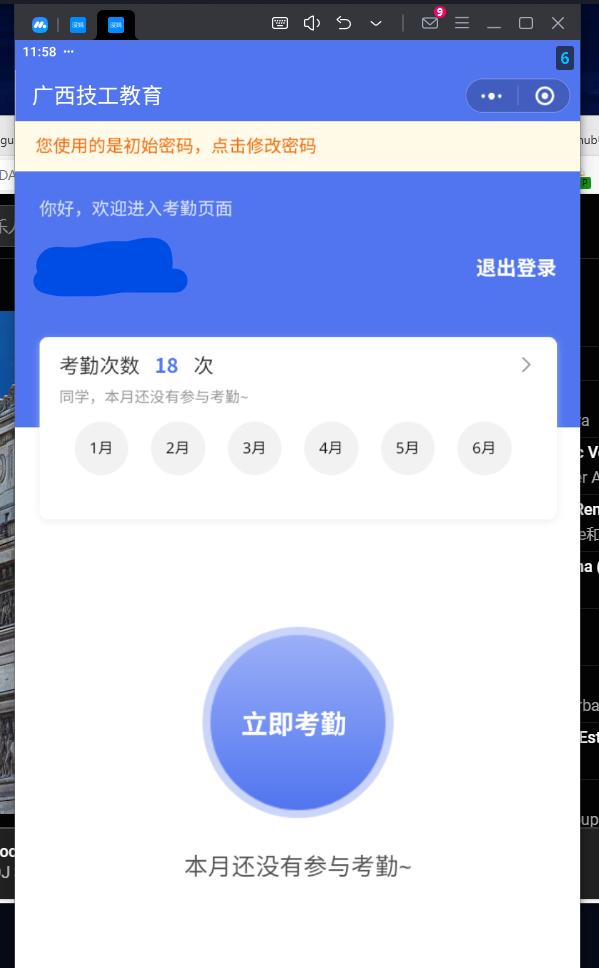 9
11:58 ···
6
广西技工教育
您使用的是初始密码，点击修改密码
你好，欢迎进入考勤页面
退出登录
考勤次数 18 次
同学，本月还没有参与考勤~
1月 2月 3月 4月 5月 6月
立即考勤
本月还没有参与考勤~